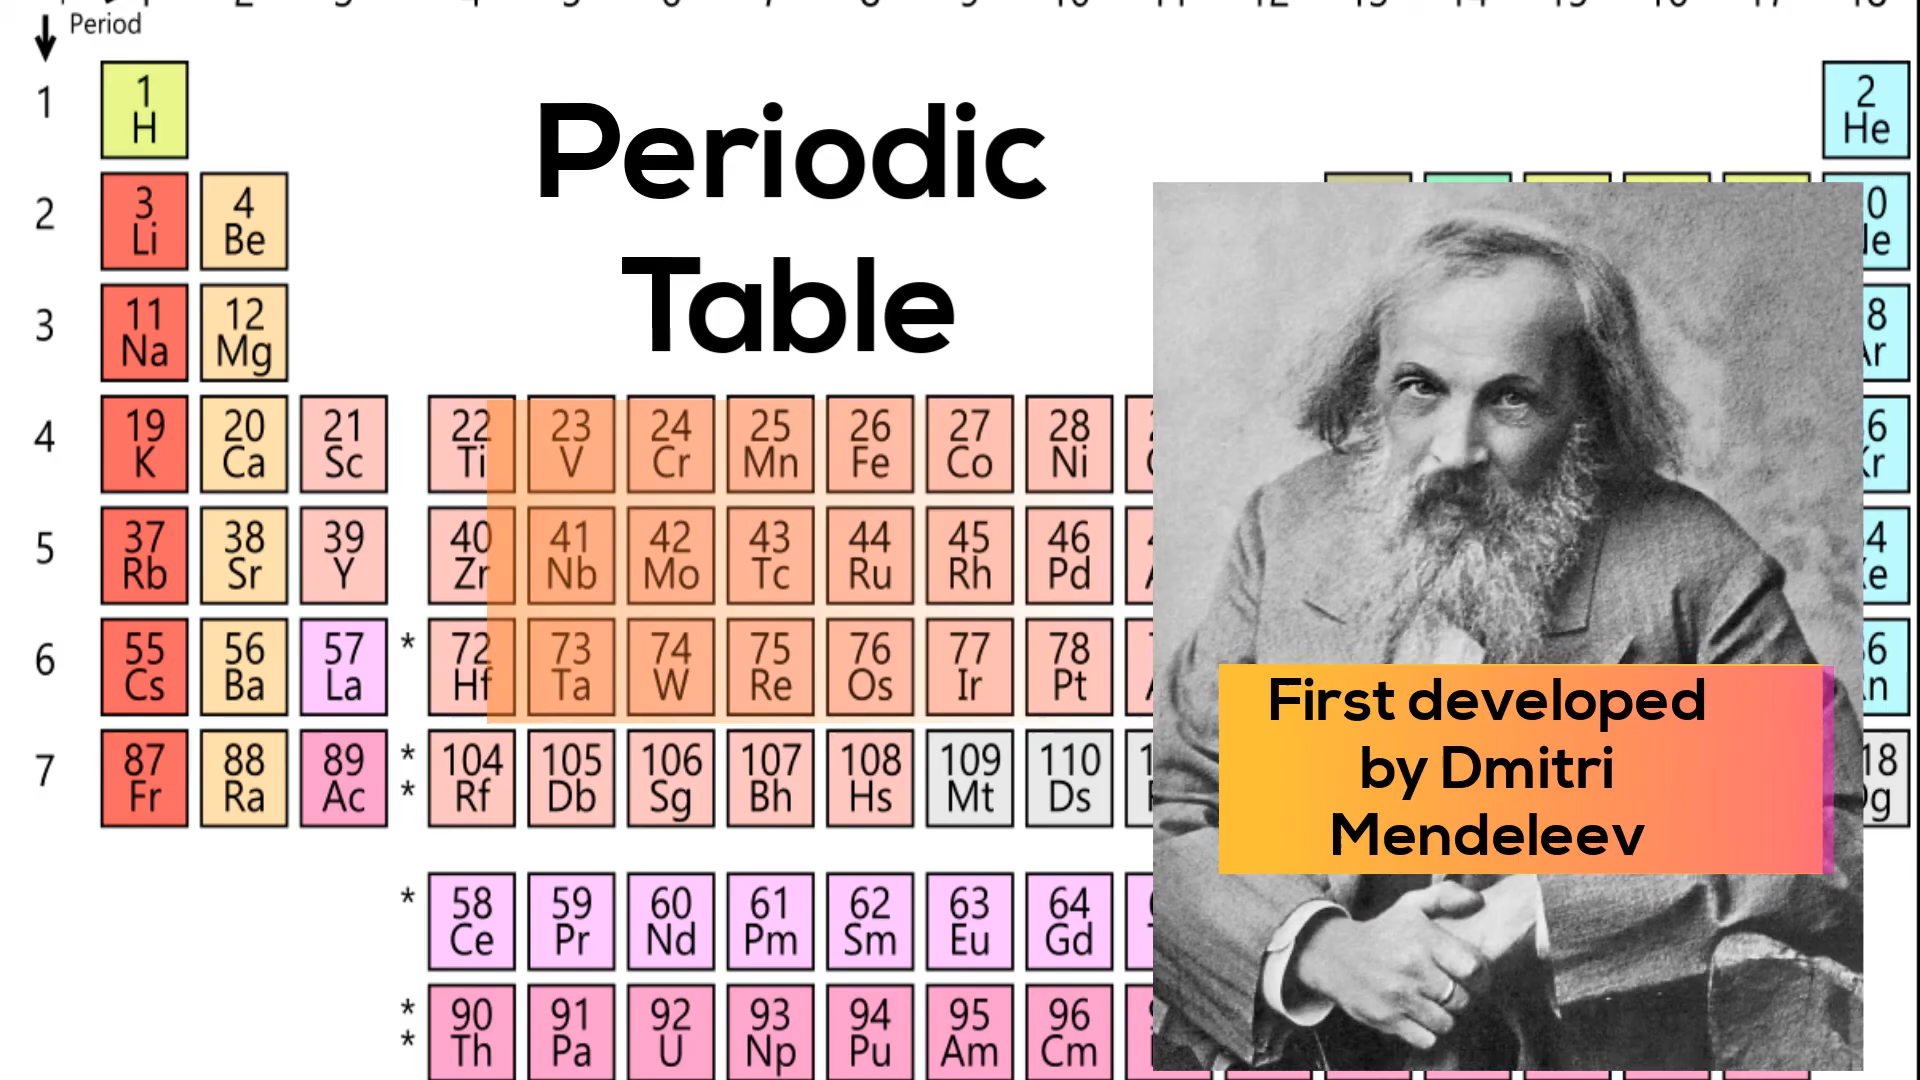 Period
1
1
H
2
He
Periodic
Table
2
3
Li
4
Be
3
11
Na
12
Mg
4
19 20 21 22 23 24 25 26 27 28
K Ca Sc Ti V Cr Mn Fe Co Ni
5
37 38 39 40 41 42 43 44 45 46
Rb Sr Y Zr Nb Mo Tc Ru Rh Pd
6
55 56 57 * 72 73 74 75 76 77 78
Cs Ba La Hf Ta W Re Os Ir Pt
7
87 88 89 * 104 105 106 107 108 109 110
Fr Ra Ac * Rf Db Sg Bh Hs Mt Ds
First developed
by Dmitri
Mendeleev
* 58 59 60 61 62 63 64
Ce Pr Nd Pm Sm Eu Gd
* 90 91 92 93 94 95 96
* Th Pa U Np Pu Am Cm